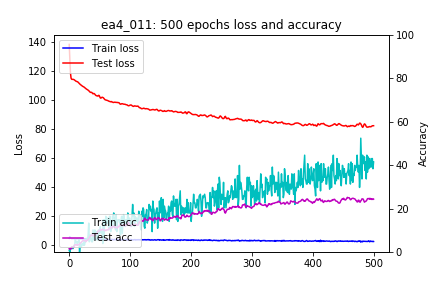 ea4_011: 500 epochs loss and accuracy
140
120
100
80
60
40
20
0
Loss
Train loss
Test loss
Train acc
Test acc
100
80
60
40
20
0
Accuracy
0 100 200 300 400 500